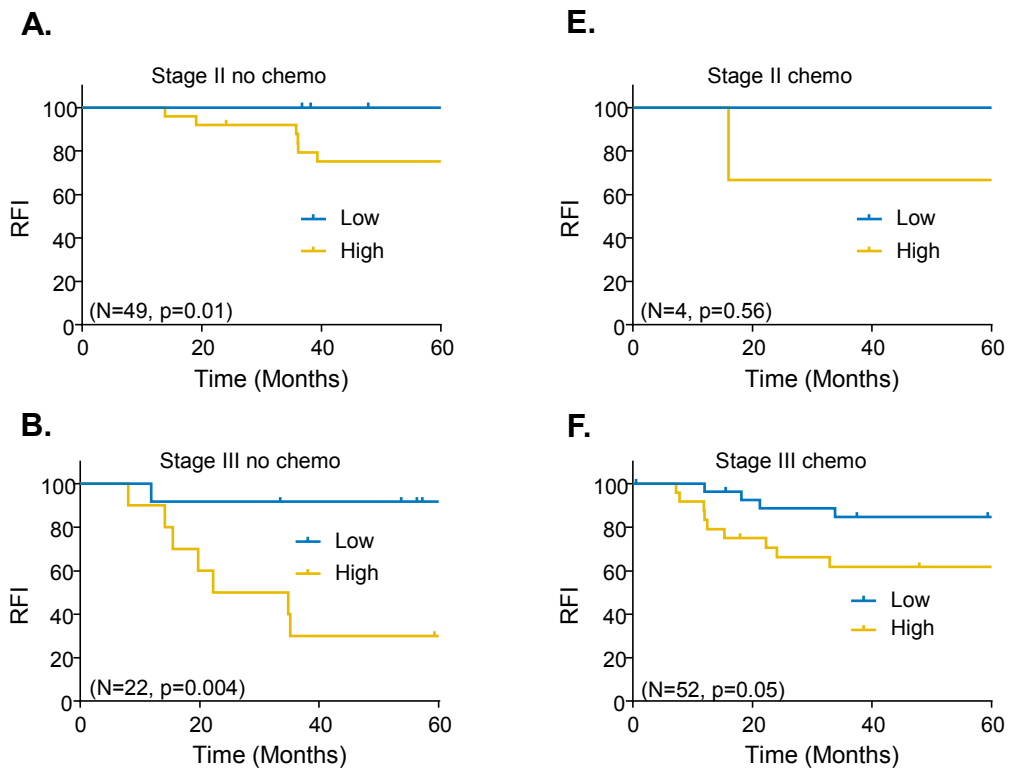 A.
Stage II no chemo
100
80
60
40
20
0
RFI
Low
High
(N=49, p=0.01)
0 20 40 60
Time (Months)
E.
Stage II chemo
100
80
60
40
20
0
RFI
Low
High
(N=4, p=0.56)
0 20 40 60
Time (Months)
B.
Stage III no chemo
100
80
60
40
20
0
RFI
Low
High
(N=22, p=0.004)
0 20 40 60
Time (Months)
F.
Stage III chemo
100
80
60
40
20
0
RFI
Low
High
(N=52, p=0.05)
0 20 40 60
Time (Months)